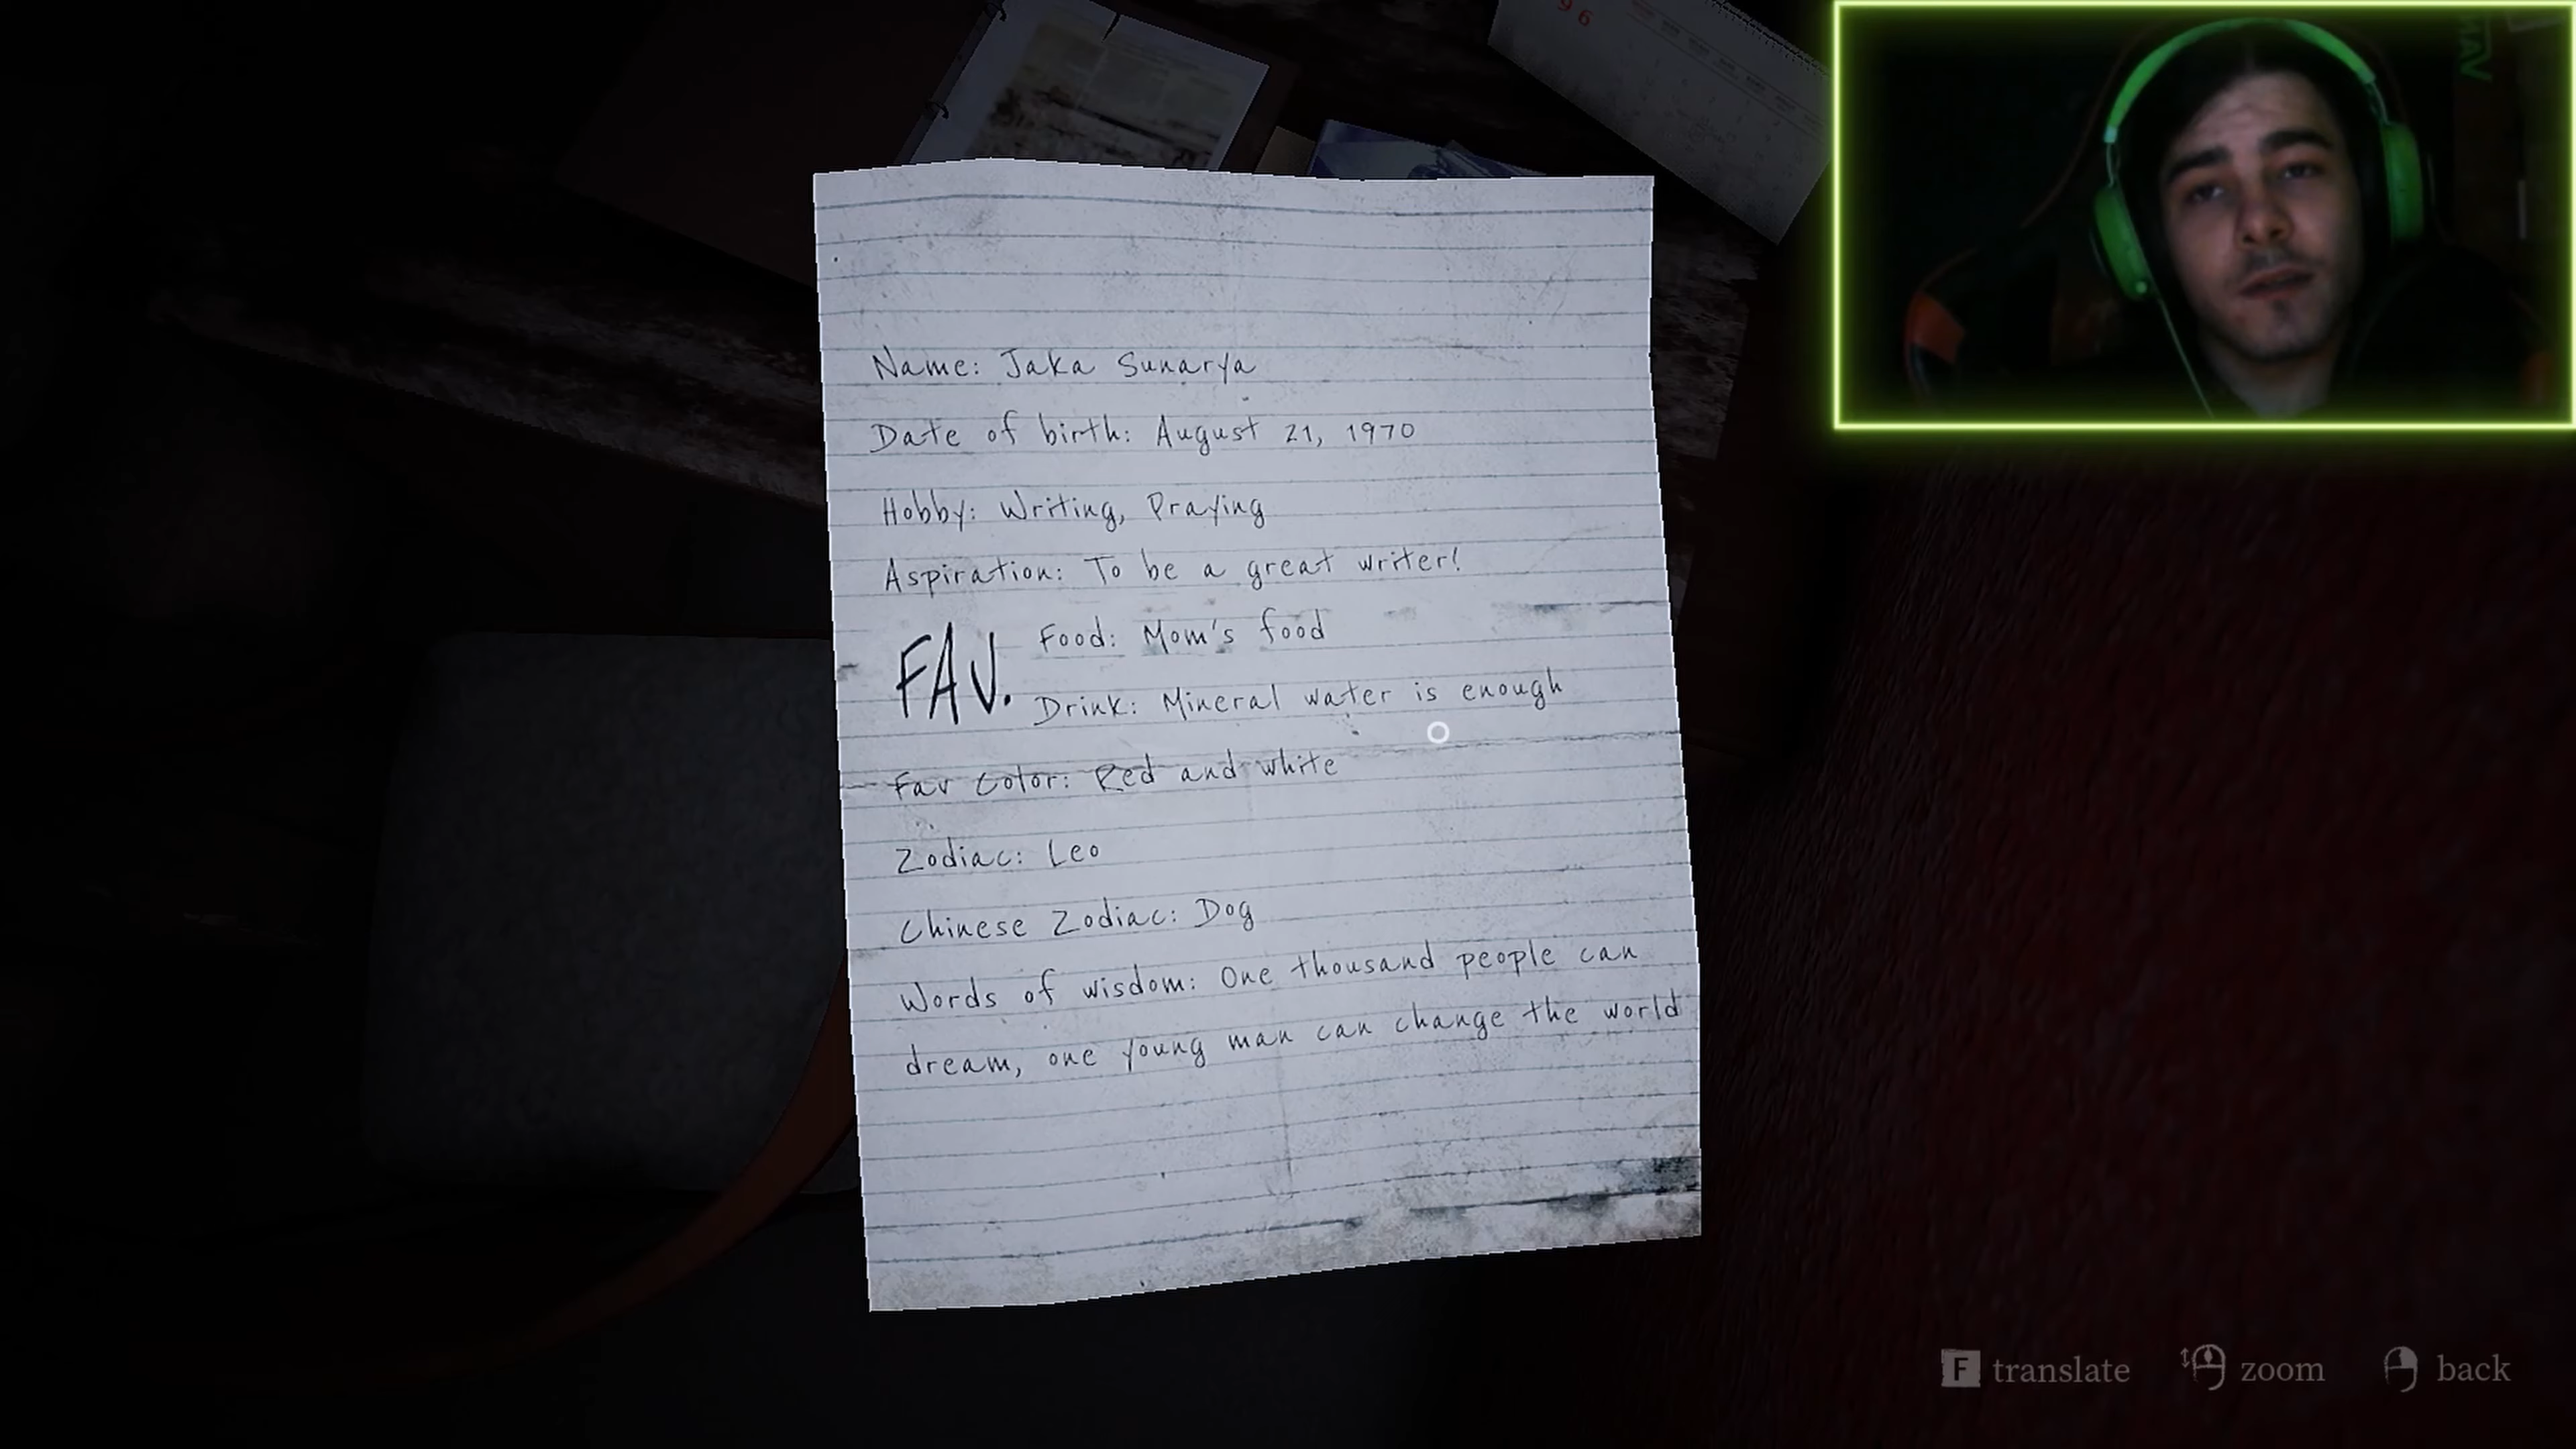 96
Name: Jaka Sunarya
Date of birth: August 21, 1970
Hobby: Writing, Praying
Aspiration: To be a great writer!
FAV. Food: Mom's food
Drink: Mineral water is enough
Fav Color: Red and white
Zodiac: Leo
Chinese Zodiac: Dog
Words of wisdom: One thousand people can
dream, one young man can change the world
F translate zoom back